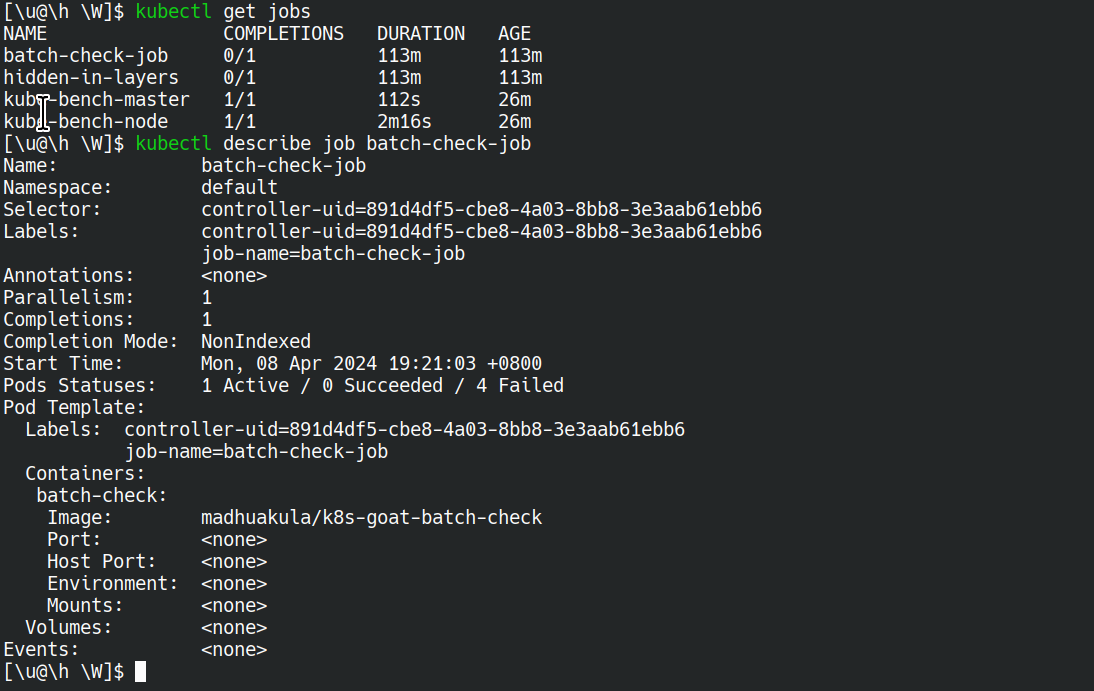 [\u@\h \W]$ kubectl get jobs
NAME                COMPLETIONS   DURATION   AGE
batch-check-job     0/1           113m       113m
hidden-in-layers    0/1           113m       113m
kube-bench-master   1/1           112s       26m
kube-bench-node     1/1           2m16s      26m
[\u@\h \W]$ kubectl describe job batch-check-job
Name:             batch-check-job
Namespace:        default
Selector:         controller-uid=891d4df5-cbe8-4a03-8bb8-3e3aab61ebb6
Labels:           controller-uid=891d4df5-cbe8-4a03-8bb8-3e3aab61ebb6
                  job-name=batch-check-job
Annotations:      <none>
Parallelism:      1
Completions:      1
Completion Mode:  NonIndexed
Start Time:       Mon, 08 Apr 2024 19:21:03 +0800
Pods Statuses:    1 Active / 0 Succeeded / 4 Failed
Pod Template:
  Labels:  controller-uid=891d4df5-cbe8-4a03-8bb8-3e3aab61ebb6
           job-name=batch-check-job
  Containers:
   batch-check:
    Image:        madhuakula/k8s-goat-batch-check
    Port:         <none>
    Host Port:    <none>
    Environment:  <none>
    Mounts:       <none>
  Volumes:        <none>
Events:           <none>
[\u@\h \W]$